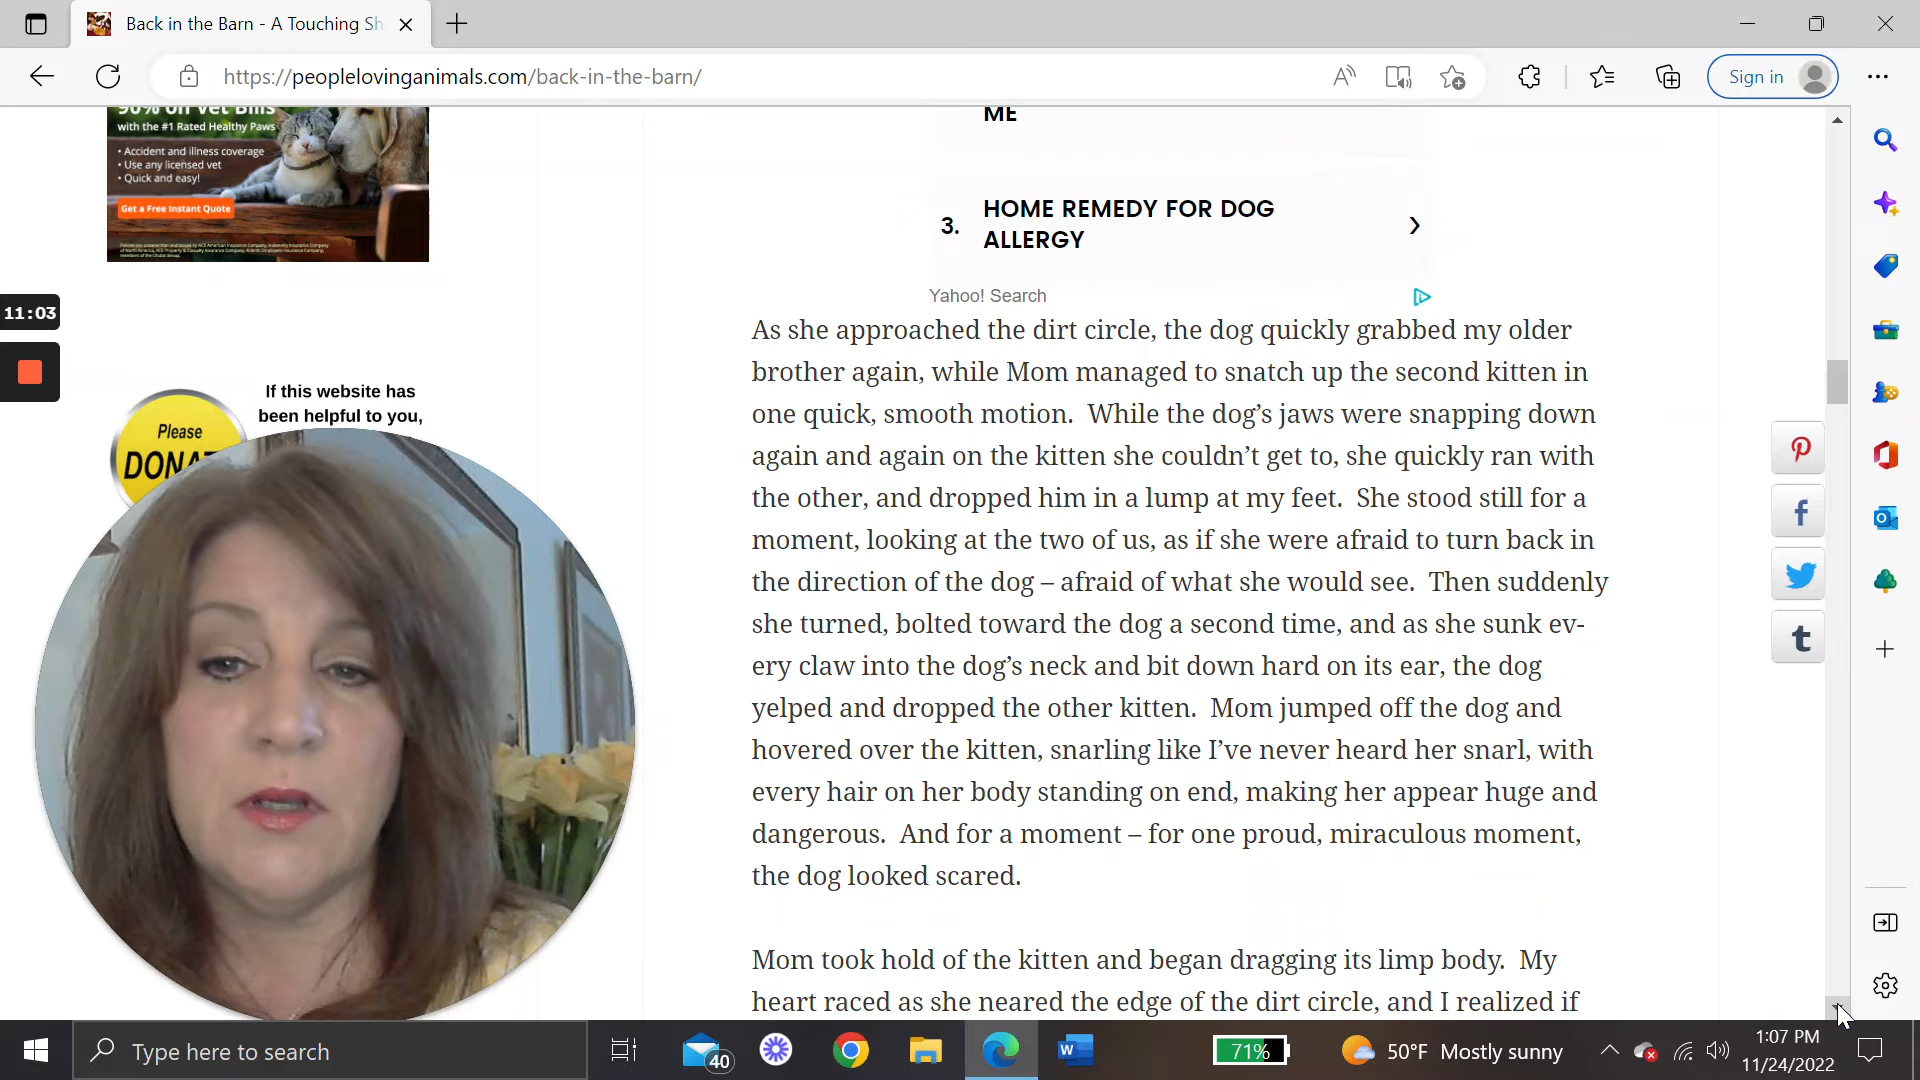 Back in the Barn - A Touching Sh
https://peoplelovinganimals.com/back-in-the-barn/
Sign in
90% on Vet Bills
with the #1 Rated Healthy Paws
• Accident and illness coverage
• Use any licensed vet
• Quick and easy!
Get a Free Instant Quote
11:03
If this website has
been helpful to you,
Please
DONAT
ME
3. HOME REMEDY FOR DOG
ALLERGY
Yahoo! Search
As she approached the dirt circle, the dog quickly grabbed my older
brother again, while Mom managed to snatch up the second kitten in
one quick, smooth motion.  While the dog’s jaws were snapping down
again and again on the kitten she couldn’t get to, she quickly ran with
the other, and dropped him in a lump at my feet.  She stood still for a
moment, looking at the two of us, as if she were afraid to turn back in
the direction of the dog – afraid of what she would see.  Then suddenly
she turned, bolted toward the dog a second time, and as she sunk ev-
ery claw into the dog’s neck and bit down hard on its ear, the dog
yelped and dropped the other kitten.  Mom jumped off the dog and
hovered over the kitten, snarling like I’ve never heard her snarl, with
every hair on her body standing on end, making her appear huge and
dangerous.  And for a moment – for one proud, miraculous moment,
the dog looked scared.
Mom took hold of the kitten and began dragging its limp body.  My
heart raced as she neared the edge of the dirt circle, and I realized if
Type here to search
40
71%
50°F Mostly sunny
1:07 PM
11/24/2022